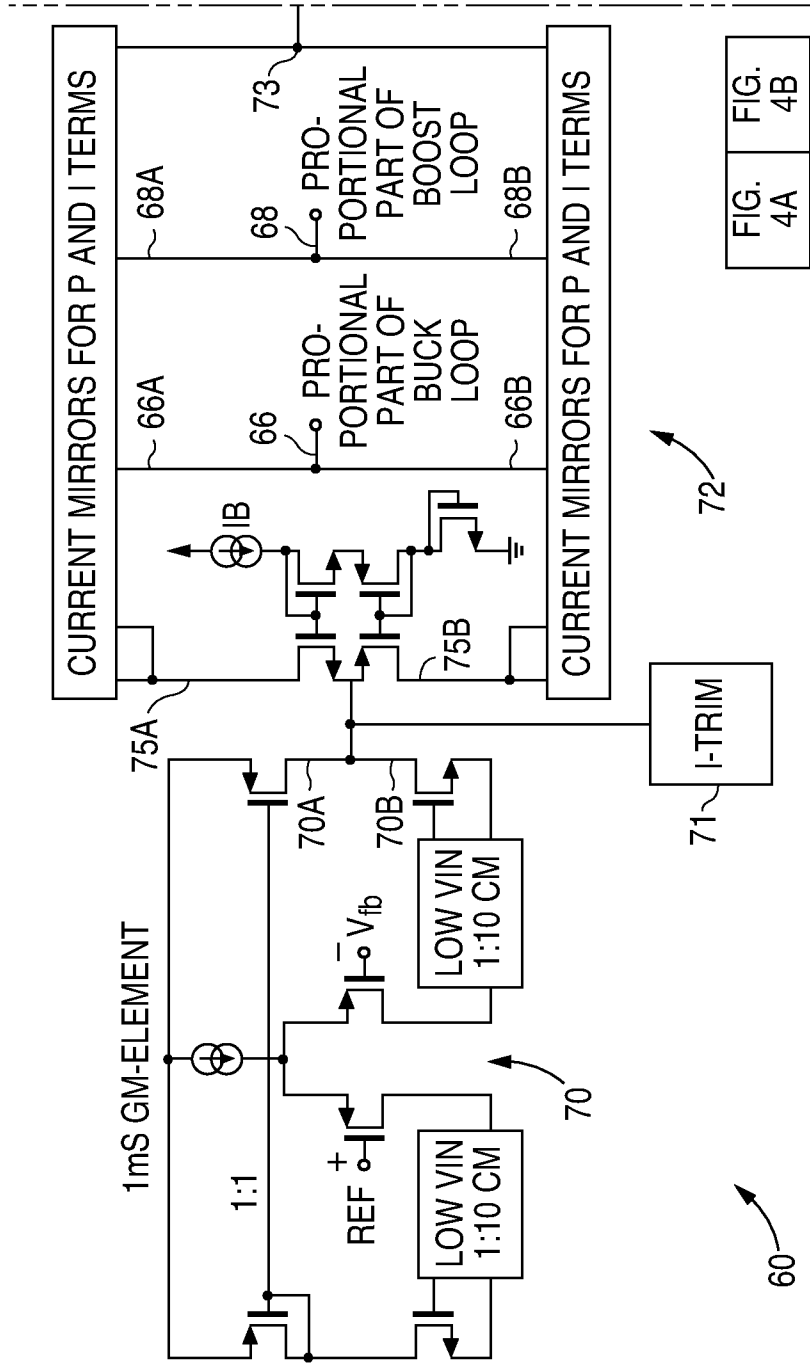 1mS GM-ELEMENT
1:1
REF
+
−
Vfb
LOW VIN
1:10 CM
LOW VIN
1:10 CM
60
70
70A
70B
I-TRIM
71
75A
75B
IB
CURRENT MIRRORS FOR P AND I TERMS
CURRENT MIRRORS FOR P AND I TERMS
66A
66
66B
PRO-
PORTIONAL
PART OF
BUCK
LOOP
68A
68
68B
PRO-
PORTIONAL
PART OF
BOOST
LOOP
73
72
FIG.
4A
FIG.
4B